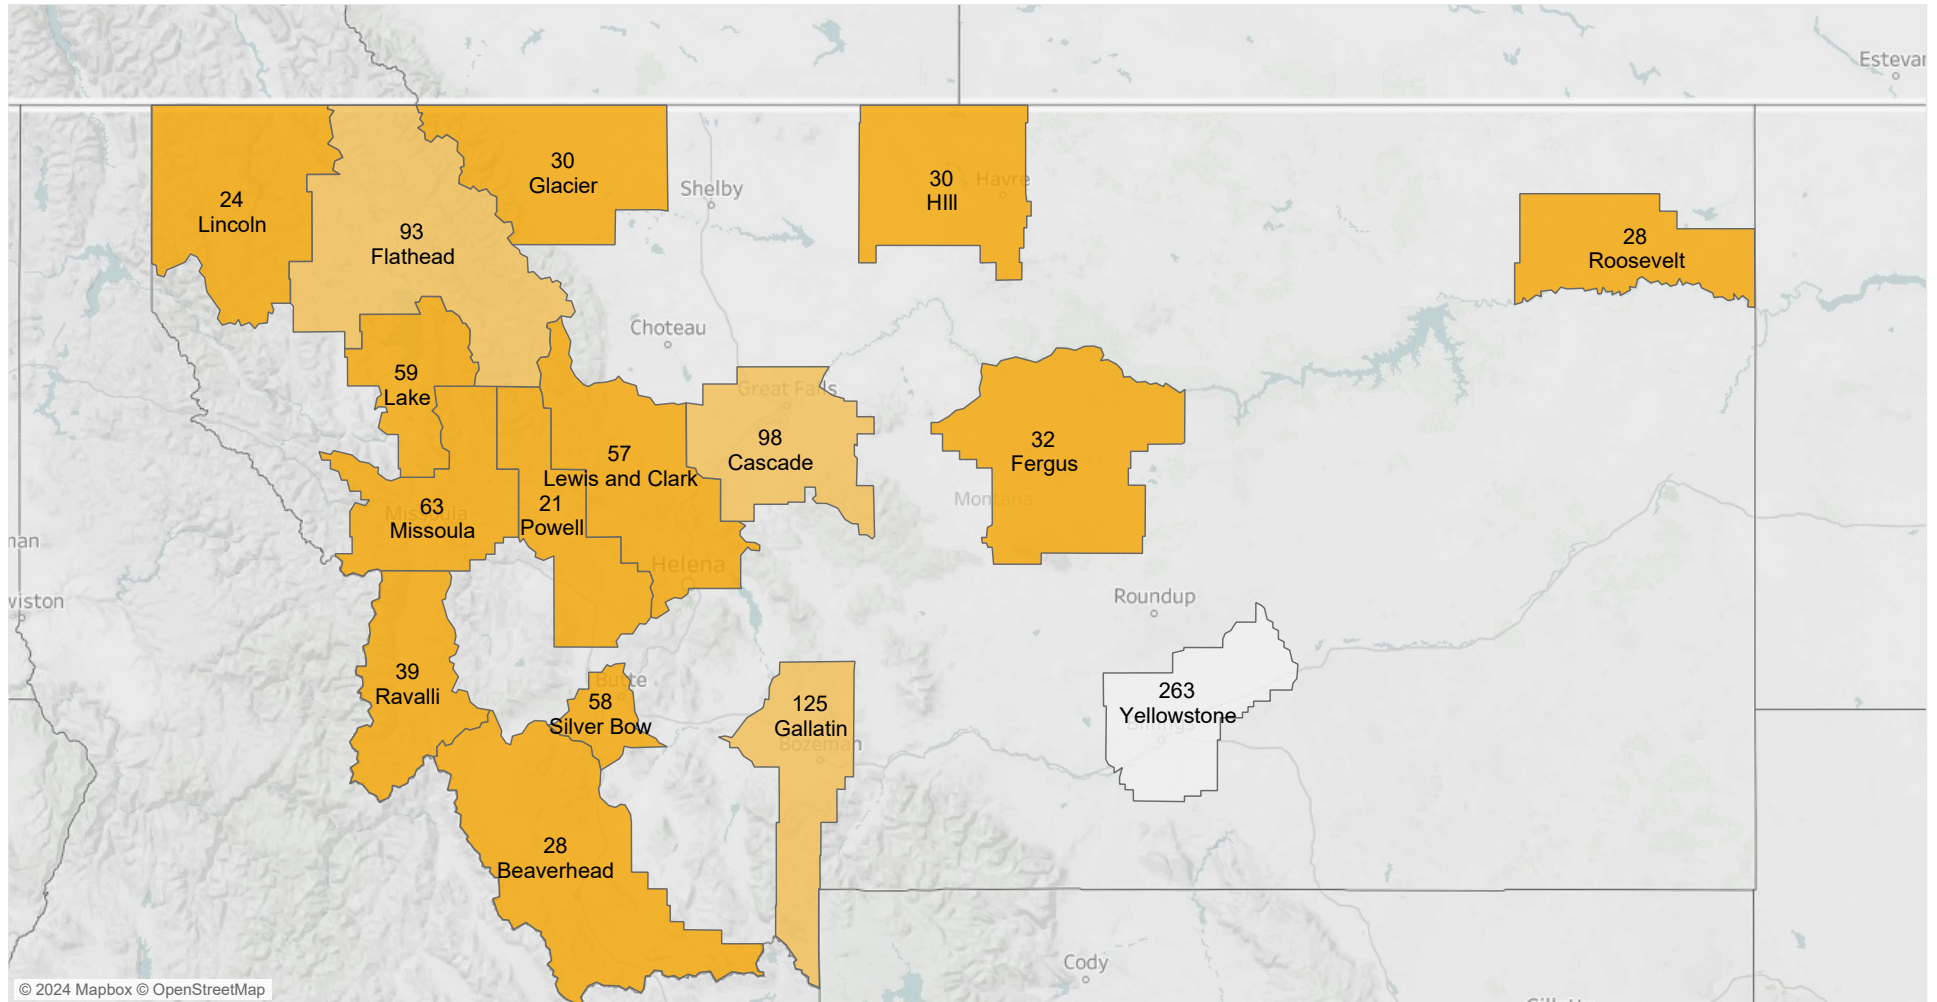 Estevan
30
Glacier
Shelby
30
HIll
Havre
24
Lincoln
93
Flathead
28
Roosevelt
Choteau
59
Lake
Great Falls
98
Cascade
57
Lewis and Clark
32
Fergus
Montana
21
Powell
63
Missoula
Missoula
Helena
Roundup
39
Ravalli
Butte
58
Silver Bow
125
Gallatin
Bozeman
263
Yellowstone
Billings
28
Beaverhead
Cody
© 2024 Mapbox © OpenStreetMap